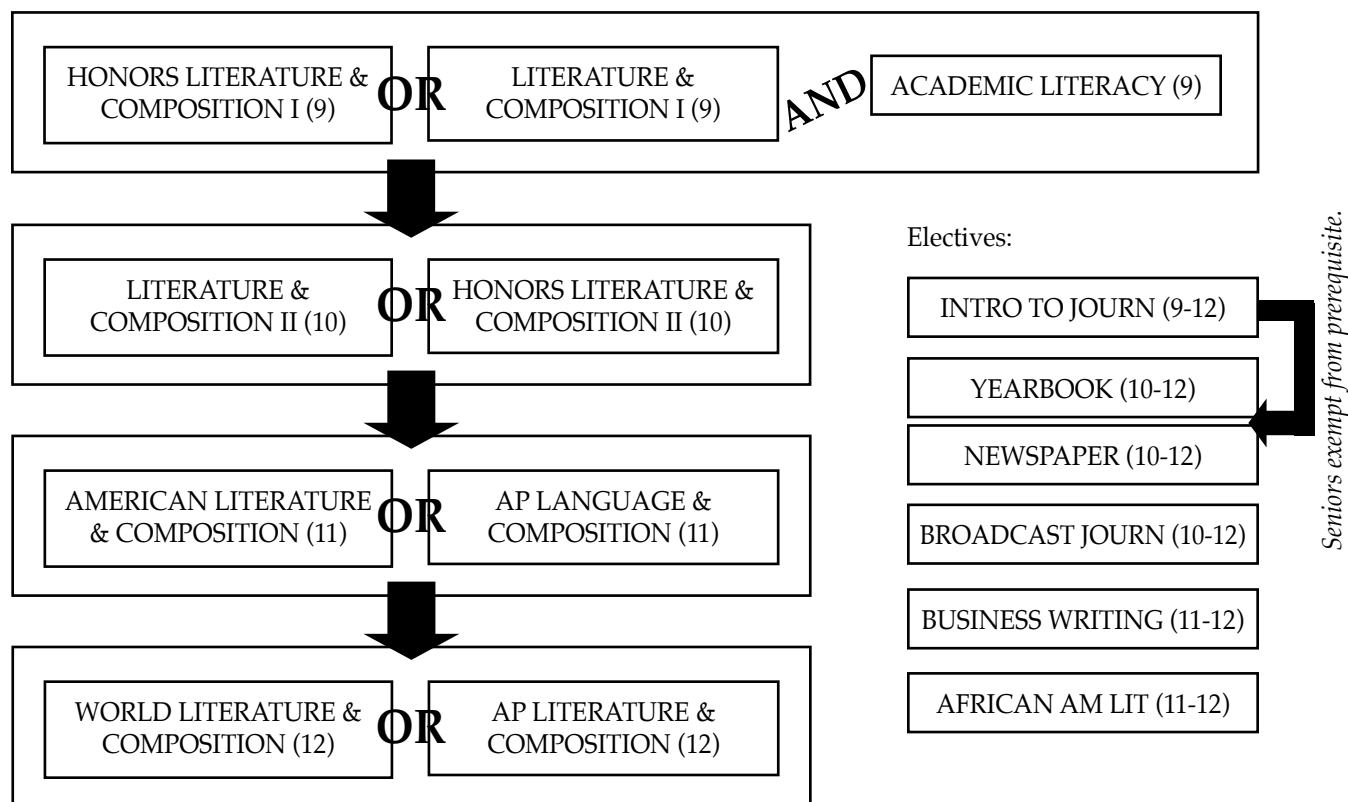 HONORS LITERATURE &
COMPOSITION I (9)
OR
LITERATURE &
COMPOSITION I (9)
AND
ACADEMIC LITERACY (9)
LITERATURE &
COMPOSITION II (10)
OR
HONORS LITERATURE &
COMPOSITION II (10)
AMERICAN LITERATURE
& COMPOSITION (11)
OR
AP LANGUAGE &
COMPOSITION (11)
WORLD LITERATURE &
COMPOSITION (12)
OR
AP LITERATURE &
COMPOSITION (12)
Electives:
INTRO TO JOURN (9-12)
YEARBOOK (10-12)
NEWSPAPER (10-12)
BROADCAST JOURN (10-12)
BUSINESS WRITING (11-12)
AFRICAN AM LIT (11-12)
Seniors exempt from prerequisite.